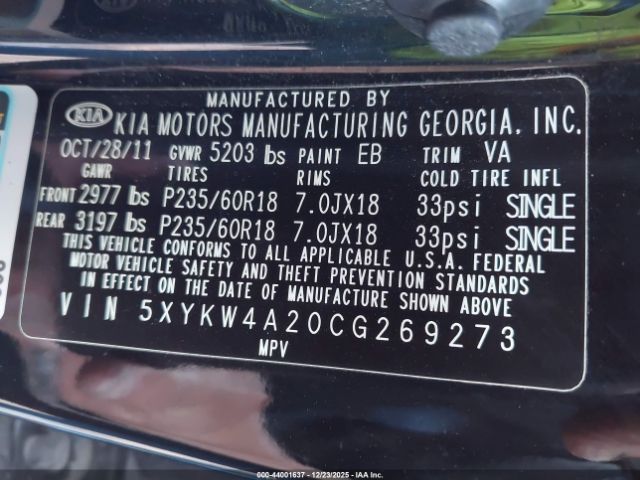 MANUFACTURED BY
KIA KIA MOTORS MANUFACTURING GEORGIA, INC.
OCT/28/11 GVWR 5203 lbs PAINT EB TRIM VA
GAWR TIRES RIMS COLD TIRE INFL
FRONT 2977 lbs P235/60R18 7.0JX18 33psi SINGLE
REAR 3197 lbs P235/60R18 7.0JX18 33psi SINGLE
THIS VEHICLE CONFORMS TO ALL APPLICABLE U.S.A. FEDERAL
MOTOR VEHICLE SAFETY AND THEFT PREVENTION STANDARDS
IN EFFECT ON THE DATE OF MANUFACTURE SHOWN ABOVE
VIN 5XYKW4A20CG269273
MPV
000-44001637 - 12/23/2025 - IAA Inc.